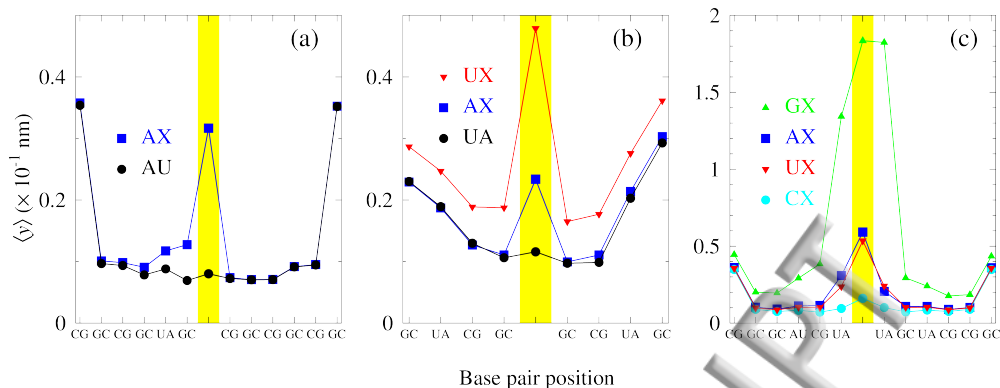 (a)
0.4
0.2
0
⟨y⟩ (× 10⁻¹ nm)
AX
AU
CG GC CG GC UA GC CG GC CG GC CG GC
(b)
0.4
0.2
0
UX
AX
UA
GC UA CG GC GC CG UA GC
(c)
2
1.5
1
0.5
0
GX
AX
UX
CX
CG GC GC AU CG UA UA GC UA CG GC GC
Base pair position